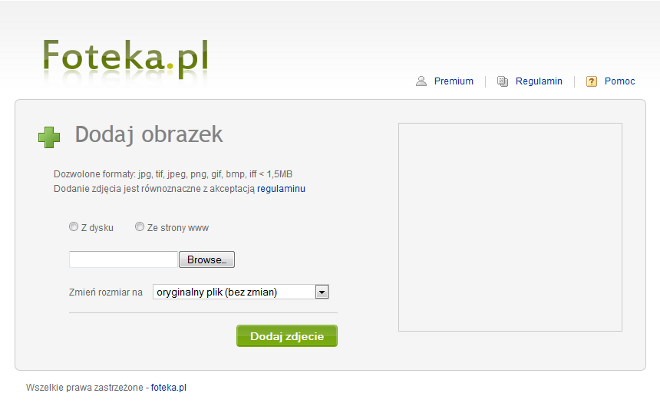 Foteka.pl
Premium | Regulamin | Pomoc
Dodaj obrazek
Dozwolone formaty: jpg, tif, jpeg, png, gif, bmp, iff < 1,5MB
Dodanie zdjęcia jest równoznaczne z akceptacją regulaminu
Z dysku Ze strony www
Browse..
Zmień rozmiar na oryginalny plik (bez zmian)
Dodaj zdjecie
Wszelkie prawa zastrzeżone - foteka.pl